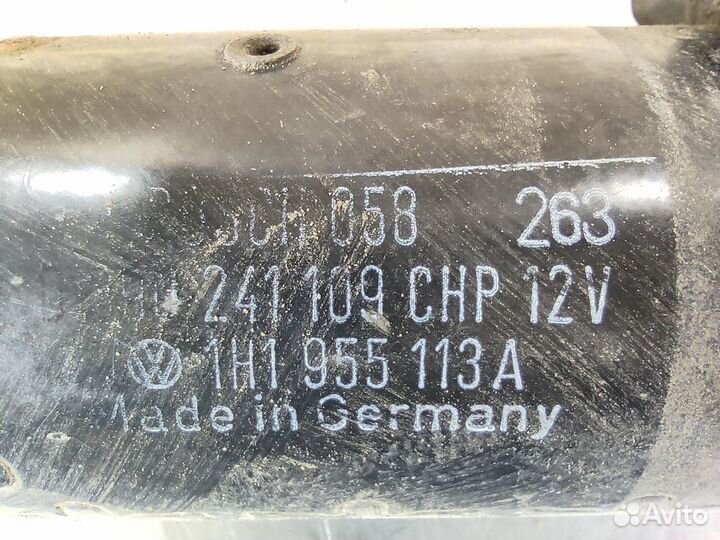 058 263
241 109 CHP 12V
1H1 955 113 A
Made in Germany
Avito